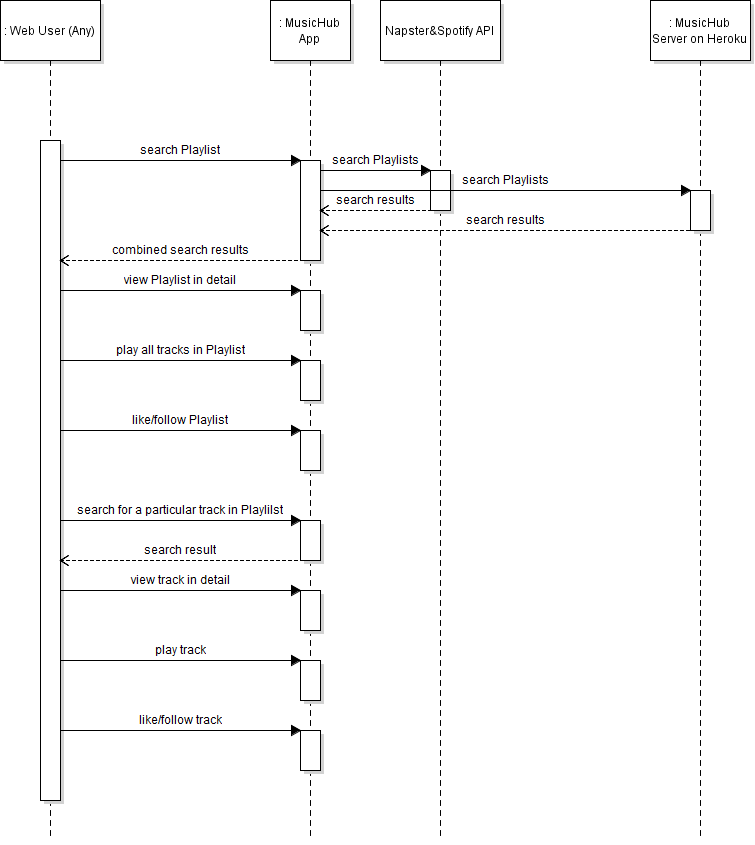 : Web User (Any)
: MusicHub
App
Napster&Spotify API
: MusicHub
Server on Heroku
search Playlist
search Playlists
search Playlists
search results
search results
combined search results
view Playlist in detail
play all tracks in Playlist
like/follow Playlist
search for a particular track in Playlilst
search result
view track in detail
play track
like/follow track